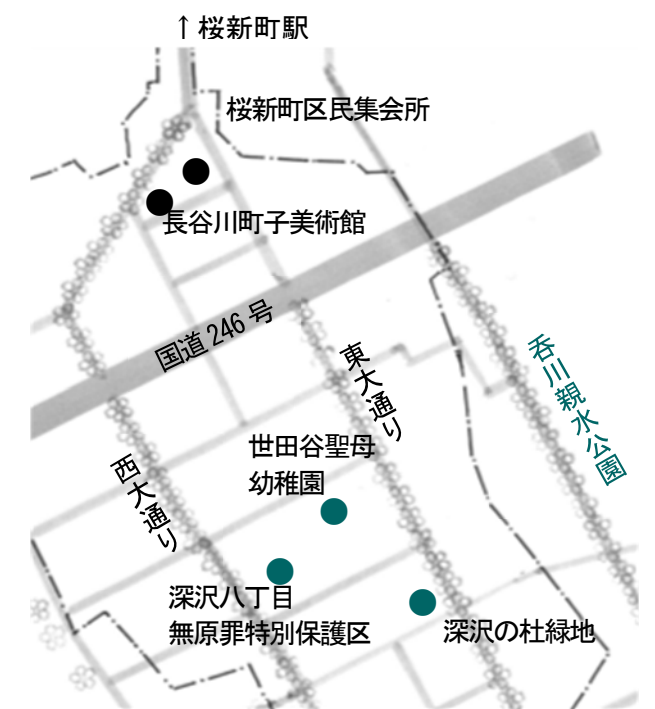 ↑桜新町駅
桜新町区民集会所
長谷川町子美術館
国道246号
東大通り
呑川親水公園
世田谷聖母
幼稚園
西大通り
深沢八丁目
無原罪特別保護区
深沢の杜緑地